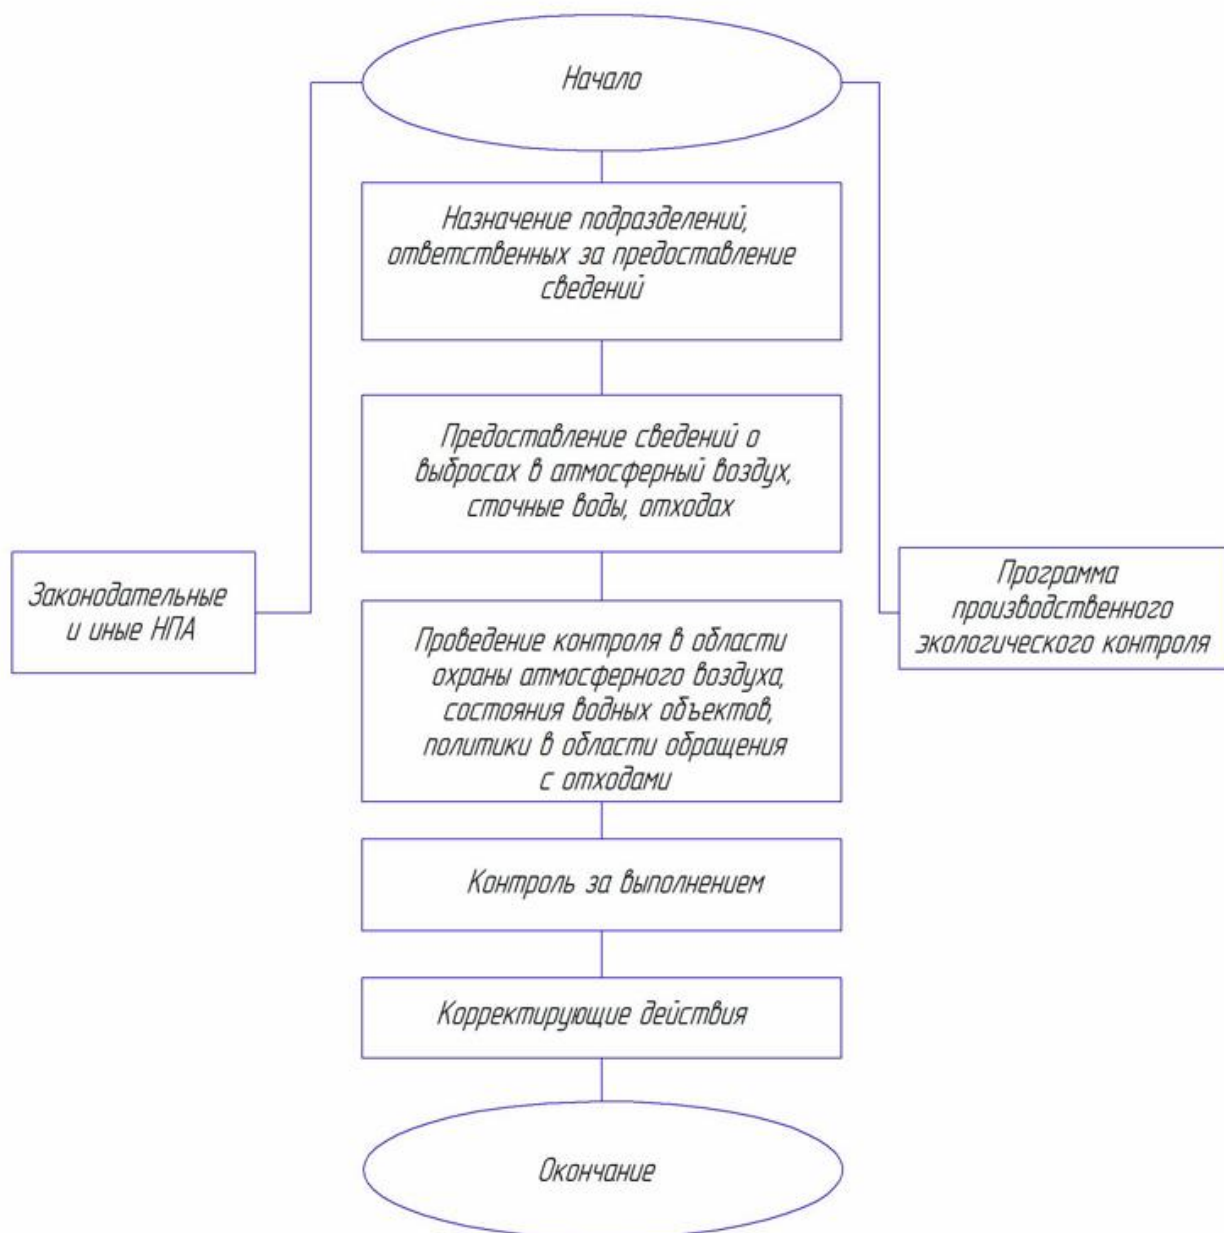 Начало
Назначение подразделений,
ответственных за предоставление
сведений
Предоставление сведений о
выбросах в атмосферный воздух,
сточные воды, отходах
Законодательные
и иные НПА
Программа
производственного
экологического контроля
Проведение контроля в области
охраны атмосферного воздуха,
состояния водных объектов,
политики в области обращения
с отходами
Контроль за выполнением
Корректирующие действия
Окончание